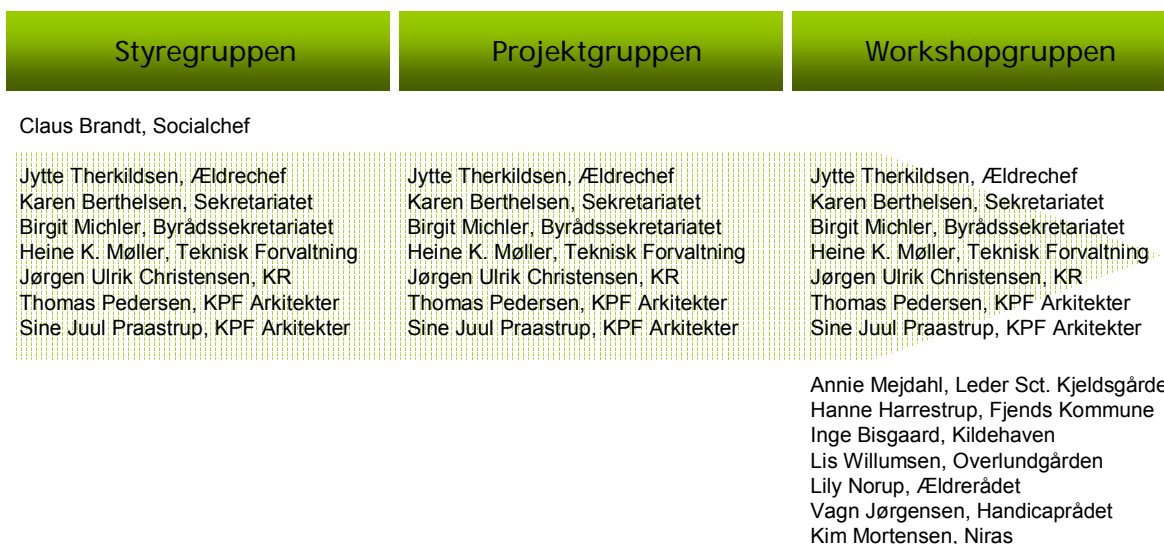 Styregruppen
Projektgruppen
Workshopgruppen
Claus Brandt, Socialchef
Jytte Therkildsen, Ældrechef
Karen Berthelsen, Sekretariatet
Birgit Michler, Byrådssekretariatet
Heine K. Møller, Teknisk Forvaltning
Jørgen Ulrik Christensen, KR
Thomas Pedersen, KPF Arkitekter
Sine Juul Praastrup, KPF Arkitekter
Jytte Therkildsen, Ældrechef
Karen Berthelsen, Sekretariatet
Birgit Michler, Byrådssekretariatet
Heine K. Møller, Teknisk Forvaltning
Jørgen Ulrik Christensen, KR
Thomas Pedersen, KPF Arkitekter
Sine Juul Praastrup, KPF Arkitekter
Jytte Therkildsen, Ældrechef
Karen Berthelsen, Sekretariatet
Birgit Michler, Byrådssekretariatet
Heine K. Møller, Teknisk Forvaltning
Jørgen Ulrik Christensen, KR
Thomas Pedersen, KPF Arkitekter
Sine Juul Praastrup, KPF Arkitekter
Annie Mejdahl, Leder Sct. Kjeldsgårde
Hanne Harrestrup, Fjends Kommune
Inge Bisgaard, Kildehaven
Lis Willumsen, Overlundgården
Lily Norup, Ældrerådet
Vagn Jørgensen, Handicaprådet
Kim Mortensen, Niras